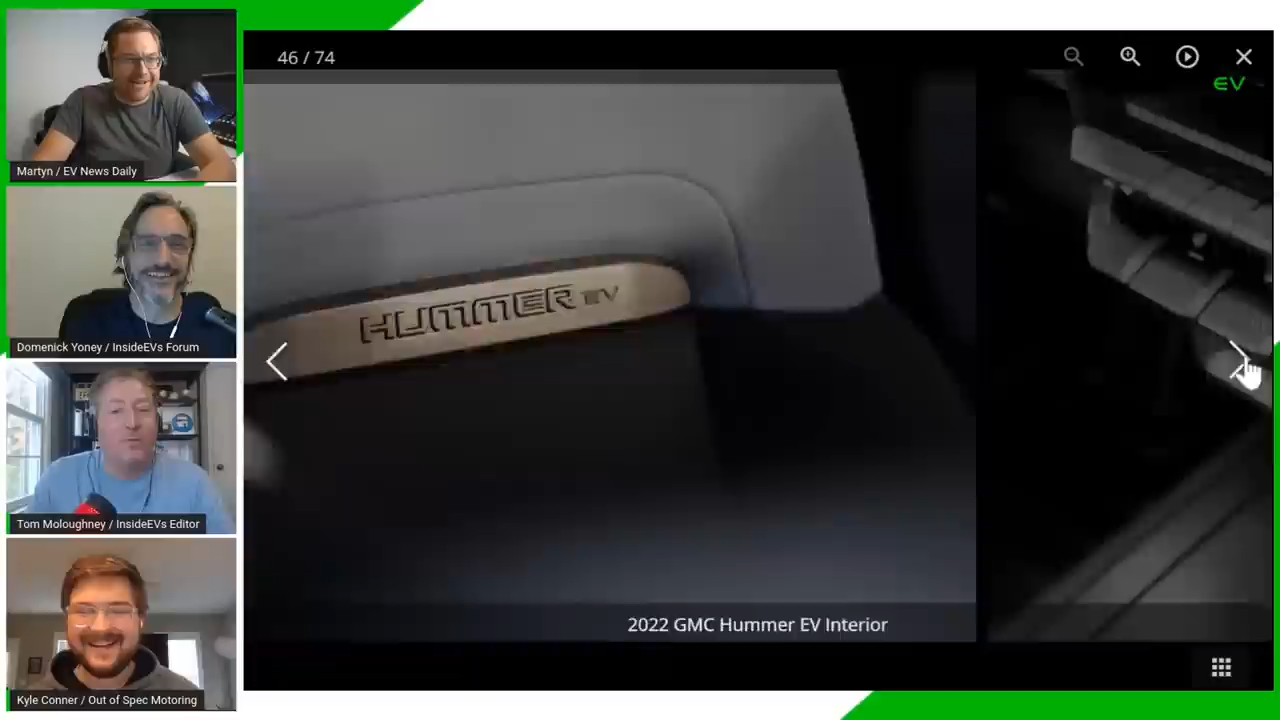 Martyn / EV News Daily
Domenick Yoney / InsideEVs Forum
Tom Moloughney / InsideEVs Editor
Kyle Conner / Out of Spec Motoring
46 / 74
EV
HUMMER EV
2022 GMC Hummer EV Interior